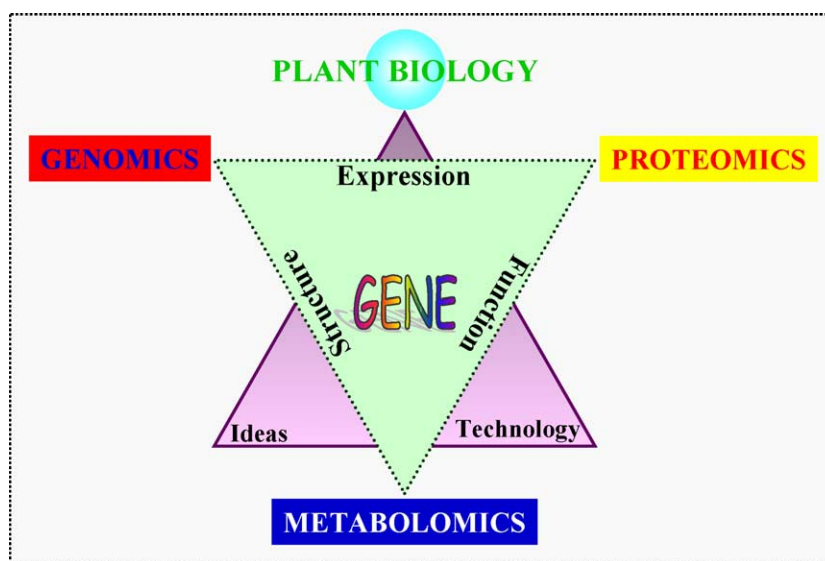 PLANT BIOLOGY
GENOMICS
PROTEOMICS
Expression
Structure
GENE
Function
Ideas
Technology
METABOLOMICS